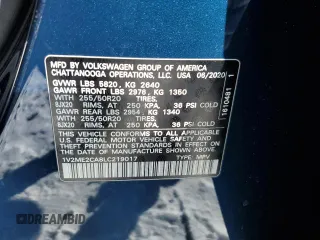 MFD BY VOLKSWAGEN GROUP OF AMERICA
CHATTANOOGA OPERATIONS, LLC. USA 06/2020
GVWR LBS 5820, KG 2640
GAWR FRONT LBS 2976, KG 1350
WITH 255/50R20 TIRES,
8JX20 RIMS, AT 250 KPA, 36 PSI COLD
GAWR REAR LBS 2954 KG 1340
WITH 255/50R20 TIRES,
8JX20 RIMS, AT 250 KPA, 36 PSI COLD
THIS VEHICLE CONFORMS TO ALL APPLICABLE
U.S. FEDERAL MOTOR VEHICLE SAFETY AND
THEFT PREVENTION STANDARDS IN EFFECT ON
THE DATE OF MANUFACTURE SHOWN ABOVE.
TYPE: MPV